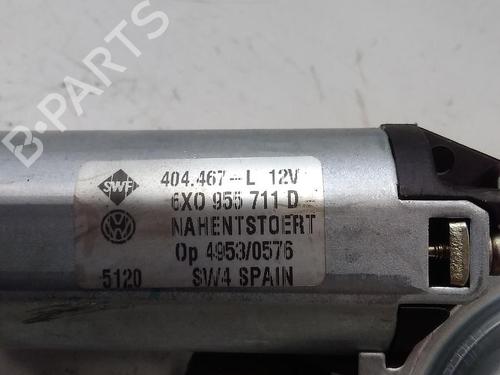 B-PARTS
SWF 404.467-L 12V
6X0 955 711 D
NAHENTSTOERT
Op 4953/0576
5120 SW4 SPAIN